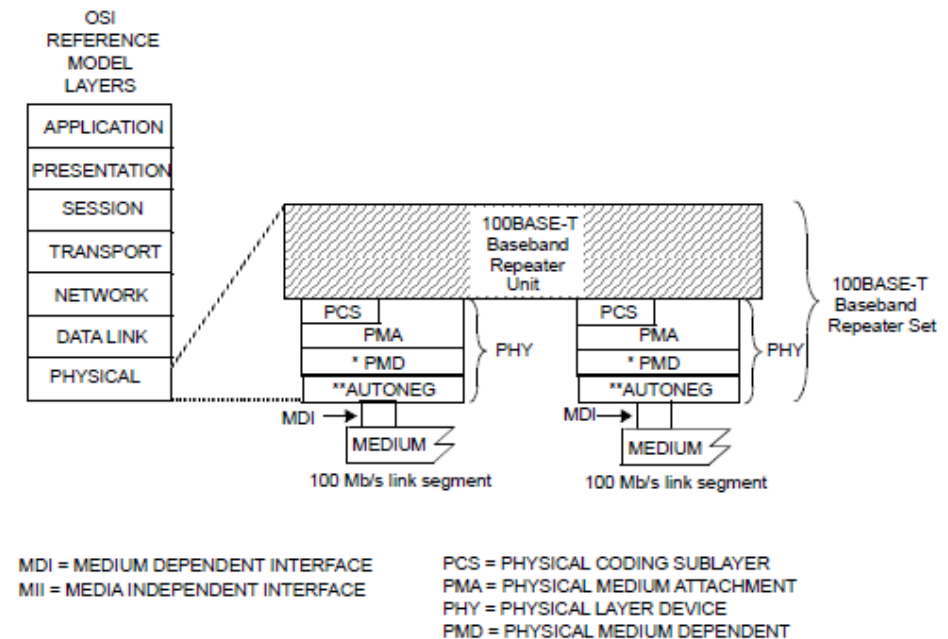 OSI
REFERENCE
MODEL
LAYERS
APPLICATION
PRESENTATION
SESSION
TRANSPORT
NETWORK
DATA LINK
PHYSICAL
100BASE-T
Baseband
Repeater
Unit
PCS
PMA
* PMD
**AUTONEG
PHY
MDI
MEDIUM
100 Mb/s link segment
PCS
PMA
* PMD
**AUTONEG
PHY
MDI
MEDIUM
100 Mb/s link segment
100BASE-T
Baseband
Repeater Set
MDI = MEDIUM DEPENDENT INTERFACE
MII = MEDIA INDEPENDENT INTERFACE
PCS = PHYSICAL CODING SUBLAYER
PMA = PHYSICAL MEDIUM ATTACHMENT
PHY = PHYSICAL LAYER DEVICE
PMD = PHYSICAL MEDIUM DEPENDENT